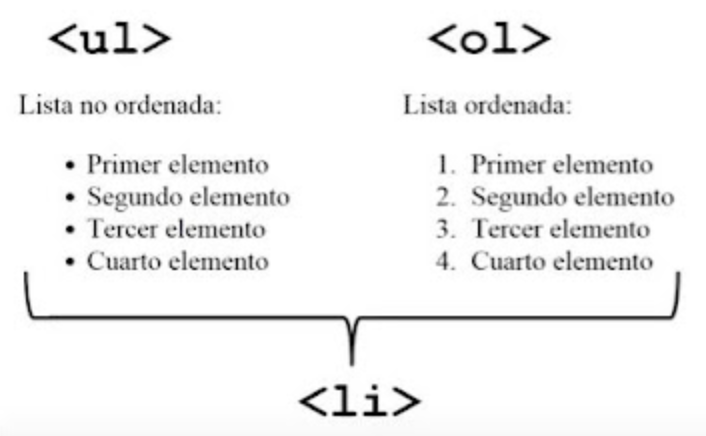 <ul>
Lista no ordenada:
• Primer elemento
• Segundo elemento
• Tercer elemento
• Cuarto elemento
<ol>
Lista ordenada:
1. Primer elemento
2. Segundo elemento
3. Tercer elemento
4. Cuarto elemento
<li>